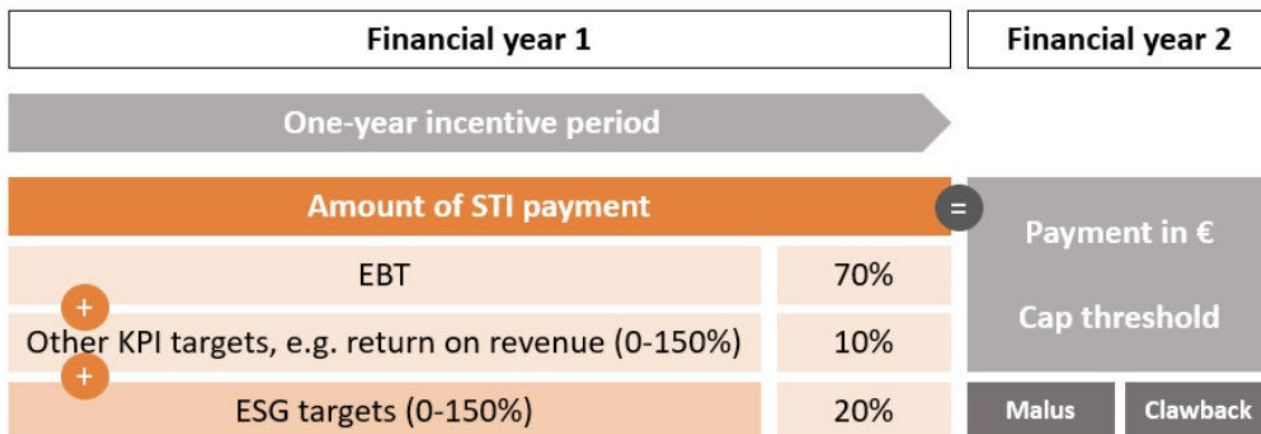 Financial year 1
Financial year 2
One-year incentive period
Amount of STI payment
=
Payment in €
Cap threshold
EBT
70%
+
Other KPI targets, e.g. return on revenue (0-150%)
10%
+
ESG targets (0-150%)
20%
Malus
Clawback